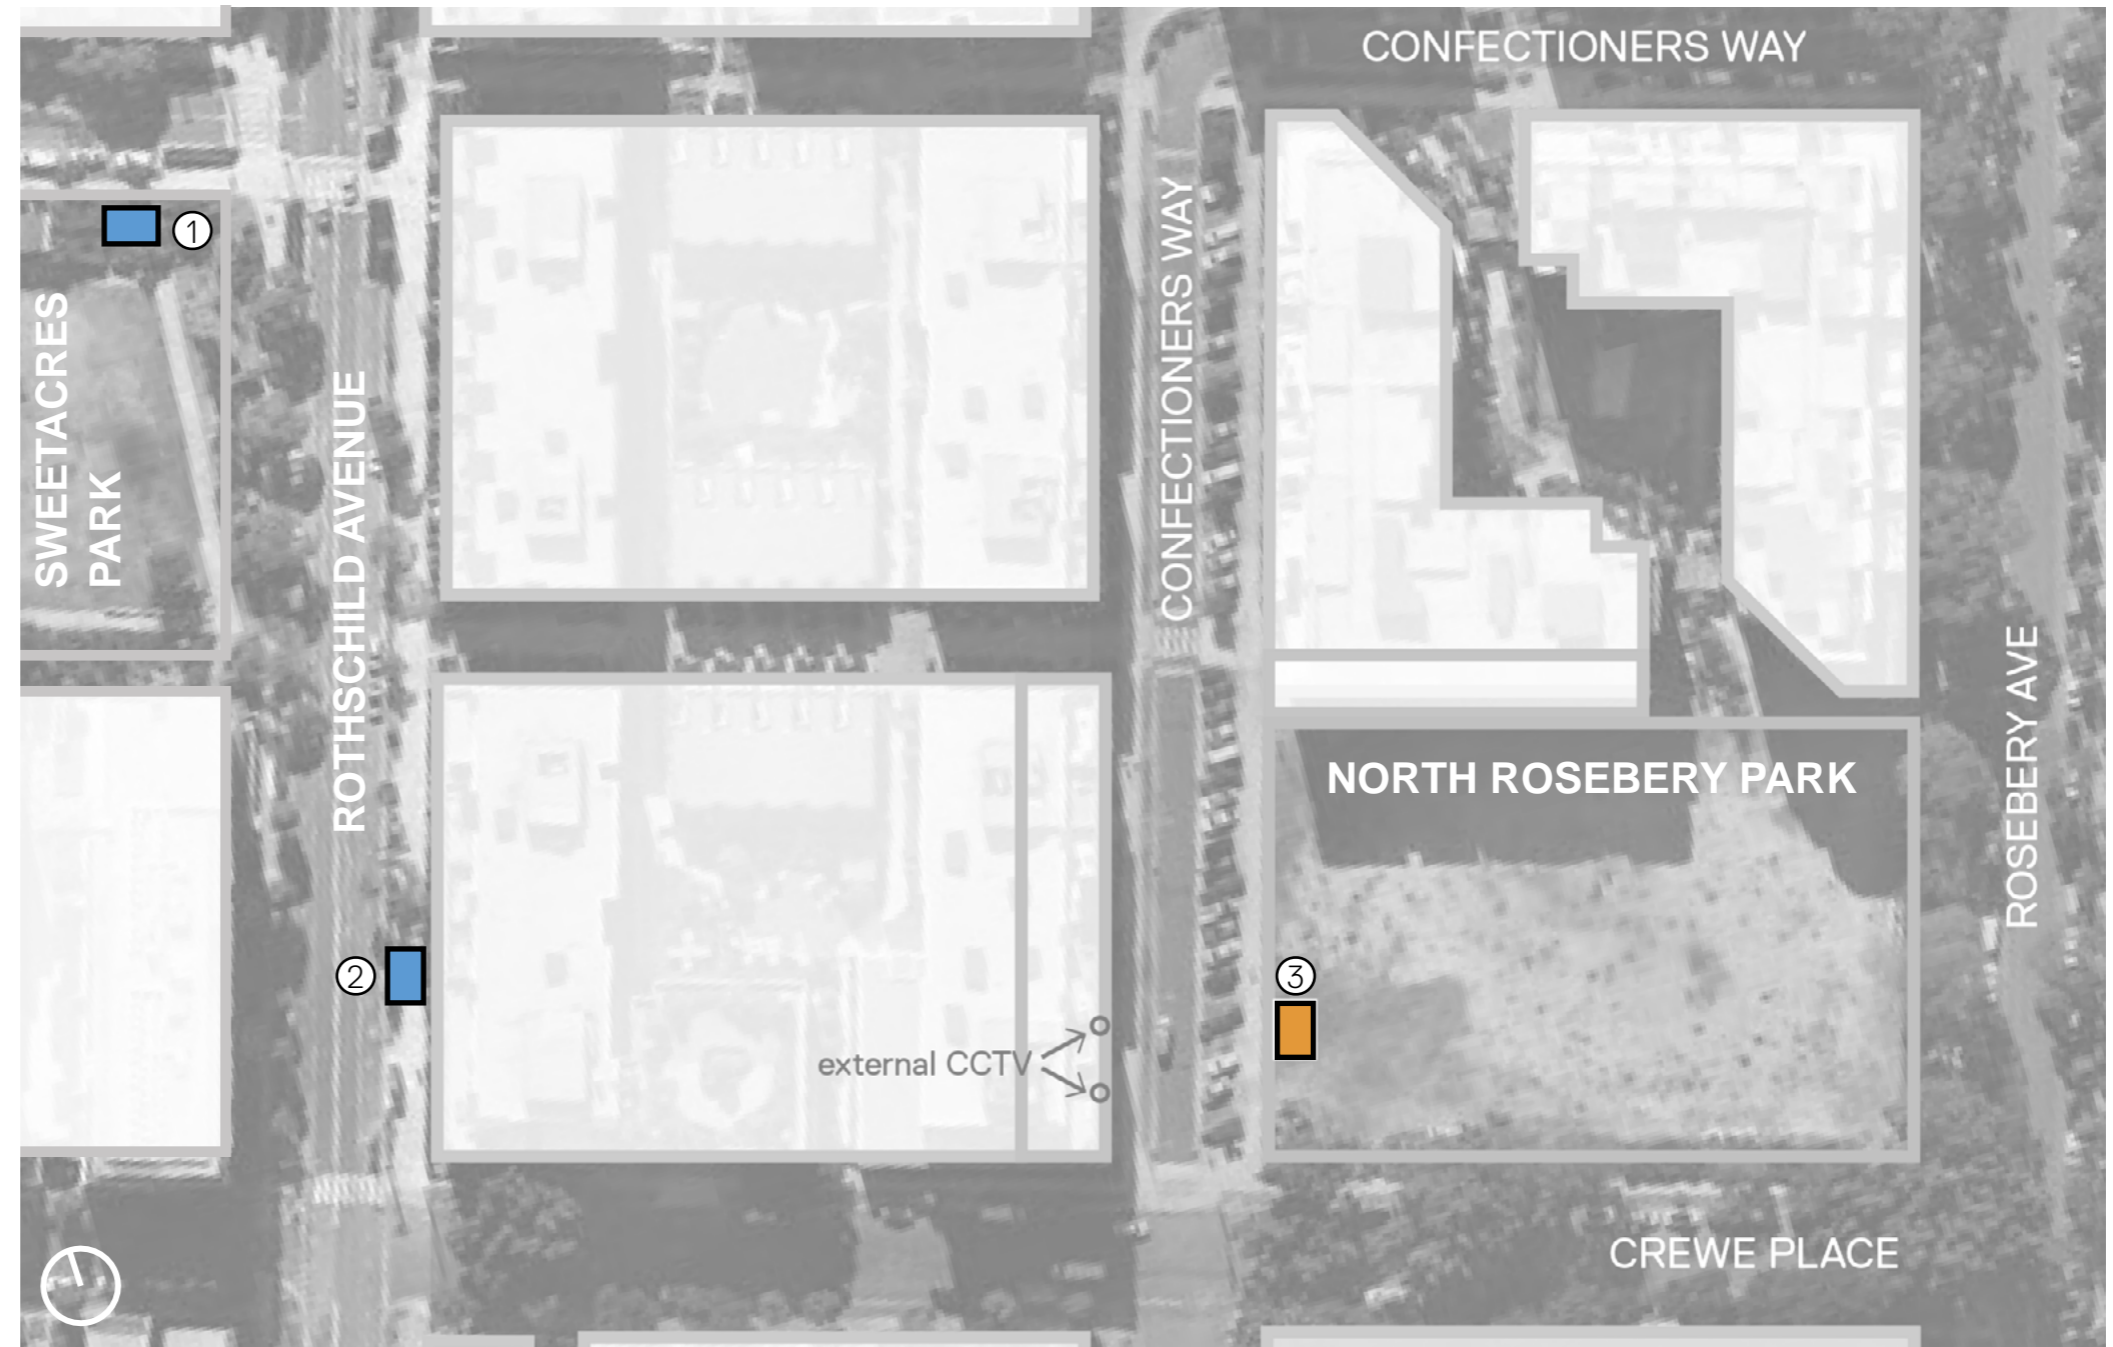 CONFECTIONERS WAY
1
SWEETACRES
PARK
ROTHSCHILD AVENUE
CONFECTIONERS WAY
NORTH ROSEBERY PARK
ROSEBERY AVE
2
3
external CCTV
CREWE PLACE